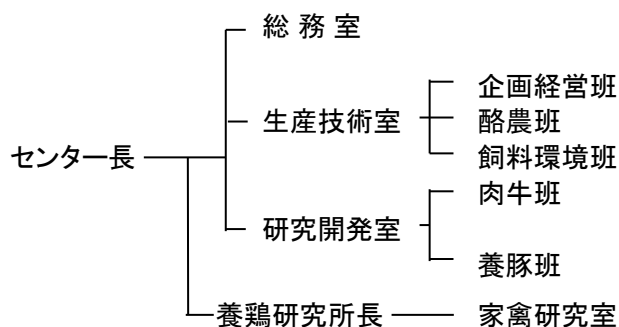 総 務 室
企画経営班
生産技術室
酪農班
センター長
飼料環境班
肉牛班
研究開発室
養豚班
養鶏研究所長
家禽研究室